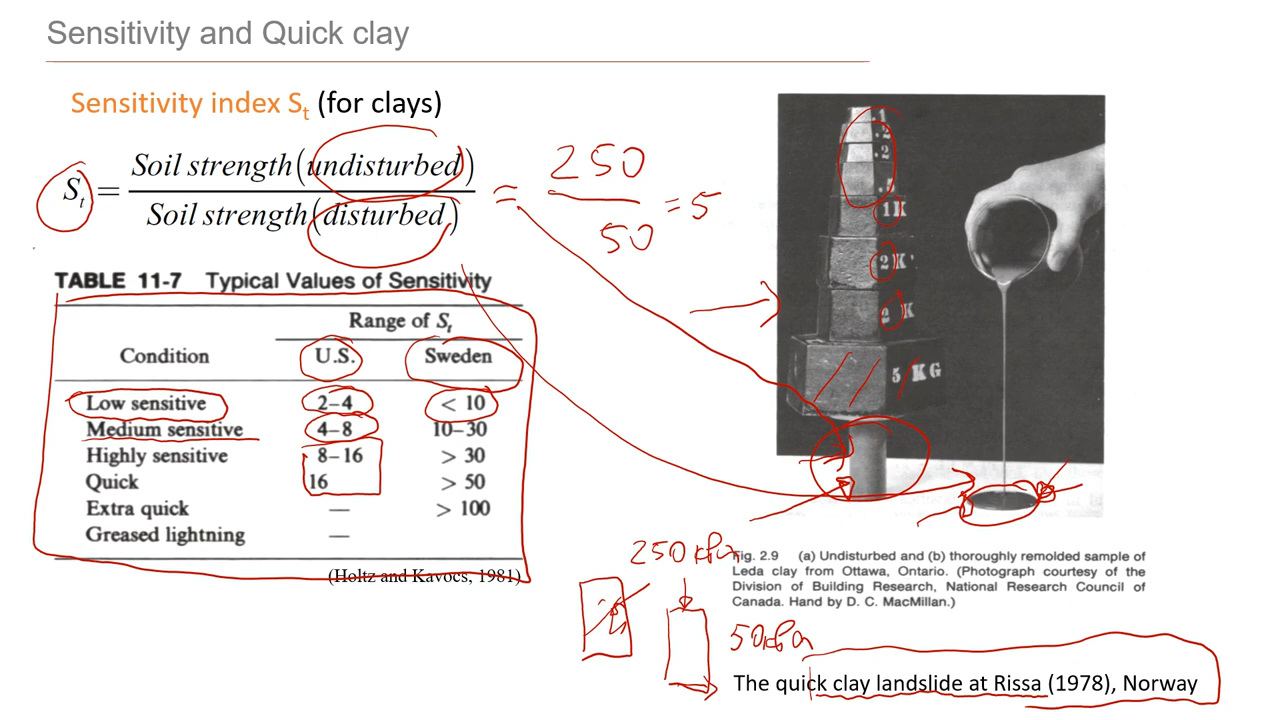 Sensitivity and Quick clay
Sensitivity index St (for clays)
St = Soil strength(undisturbed) / Soil strength(disturbed) = 250 / 50 = 5
TABLE 11-7 Typical Values of Sensitivity
Range of St
Condition U.S. Sweden
Low sensitive 2–4 < 10
Medium sensitive 4–8 10–30
Highly sensitive 8–16 > 30
Quick 16 > 50
Extra quick — > 100
Greased lightning —
(Holtz and Kavocs, 1981)
.1
.2
.2
1K
2K
2 K
5 KG
Fig. 2.9 (a) Undisturbed and (b) thoroughly remolded sample of
Leda clay from Ottawa, Ontario. (Photograph courtesy of the
Division of Building Research, National Research Council of
Canada. Hand by D. C. MacMillan.)
250 kPa
50 kPa
The quick clay landslide at Rissa (1978), Norway